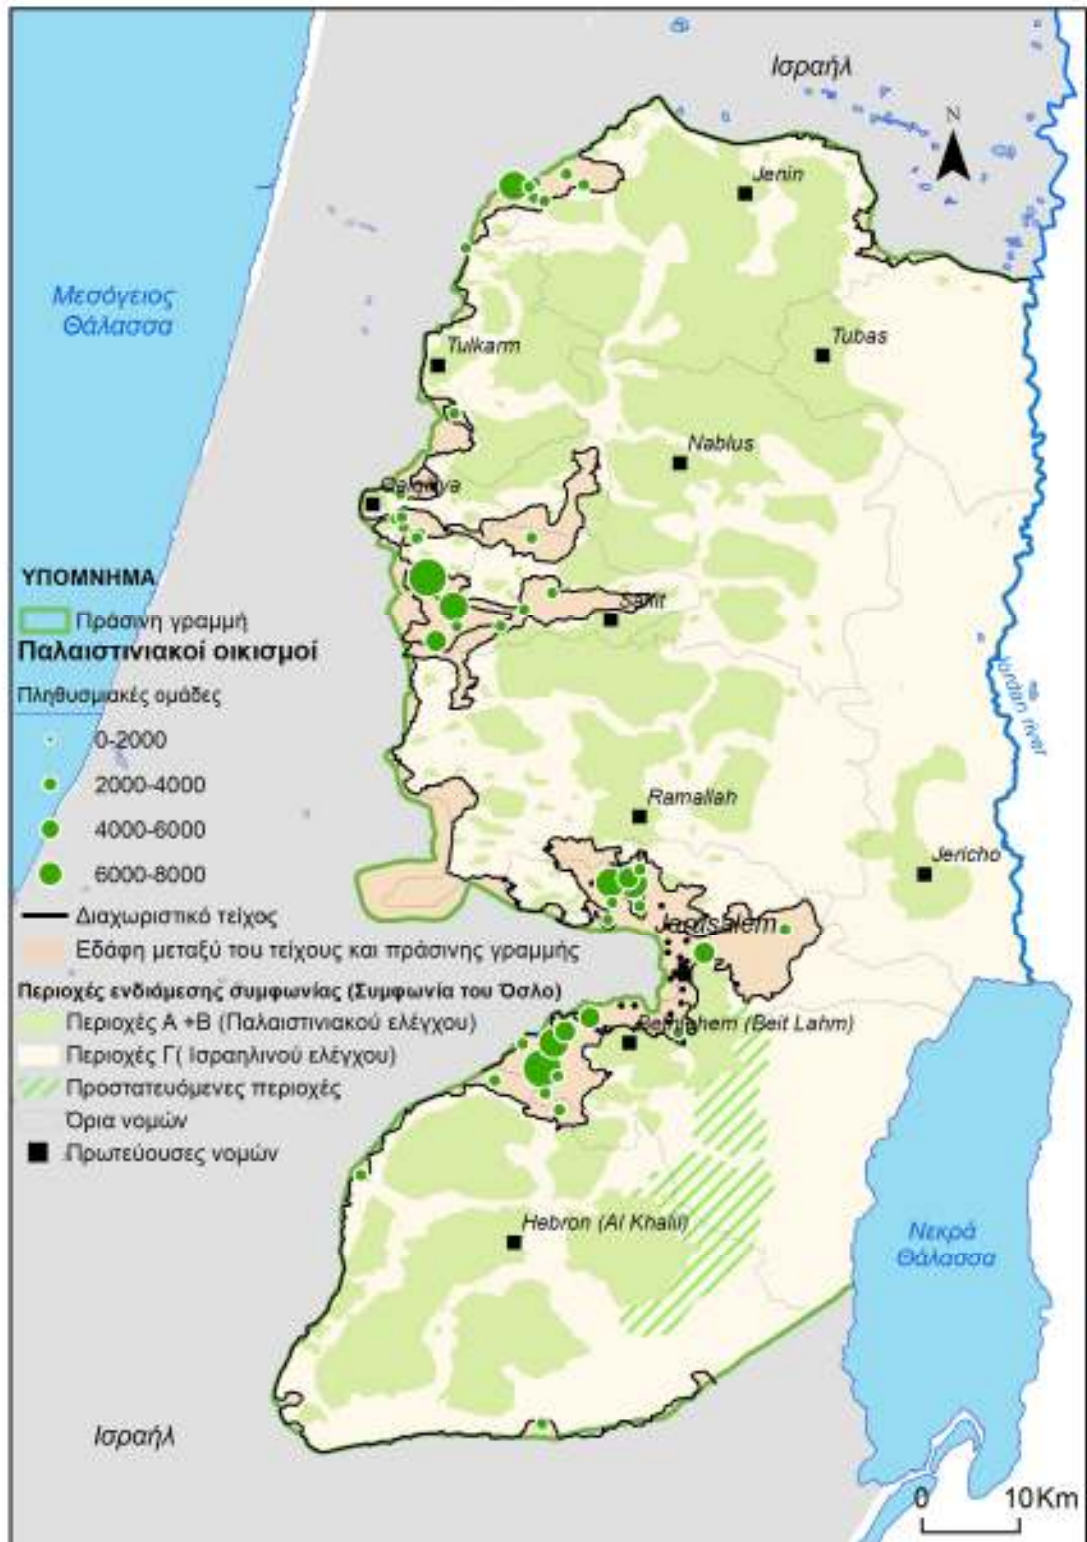 Ισραήλ
N
Jenin
Μεσόγειος
Θάλασσα
Tulkarm
Tubas
Nablus
ΥΠΟΜΝΗΜΑ
Πράσινη γραμμή
Salfit
Παλαιστινιακοί οικισμοί
Πληθυσμιακές ομάδες
Jordan river
0-2000
2000-4000
Ramallah
4000-6000
Jericho
6000-8000
Διαχωριστικό τείχος
Jerusalem
Εδάφη μεταξύ του τείχους και πράσινης γραμμής
Περιοχές ενδιάμεσης συμφωνίας (Συμφωνία του Όσλο)
Περιοχές Α +Β (Παλαιστινιακού ελέγχου)
Bethlehem (Beit Lahm)
Περιοχές Γ( Ισραηλινού ελέγχου)
Προστατευόμενες περιοχές
Όρια νομών
Πρωτεύουσες νομών
Hebron (Al Khalil)
Νεκρά
Θάλασσα
Ισραήλ
0 10Km